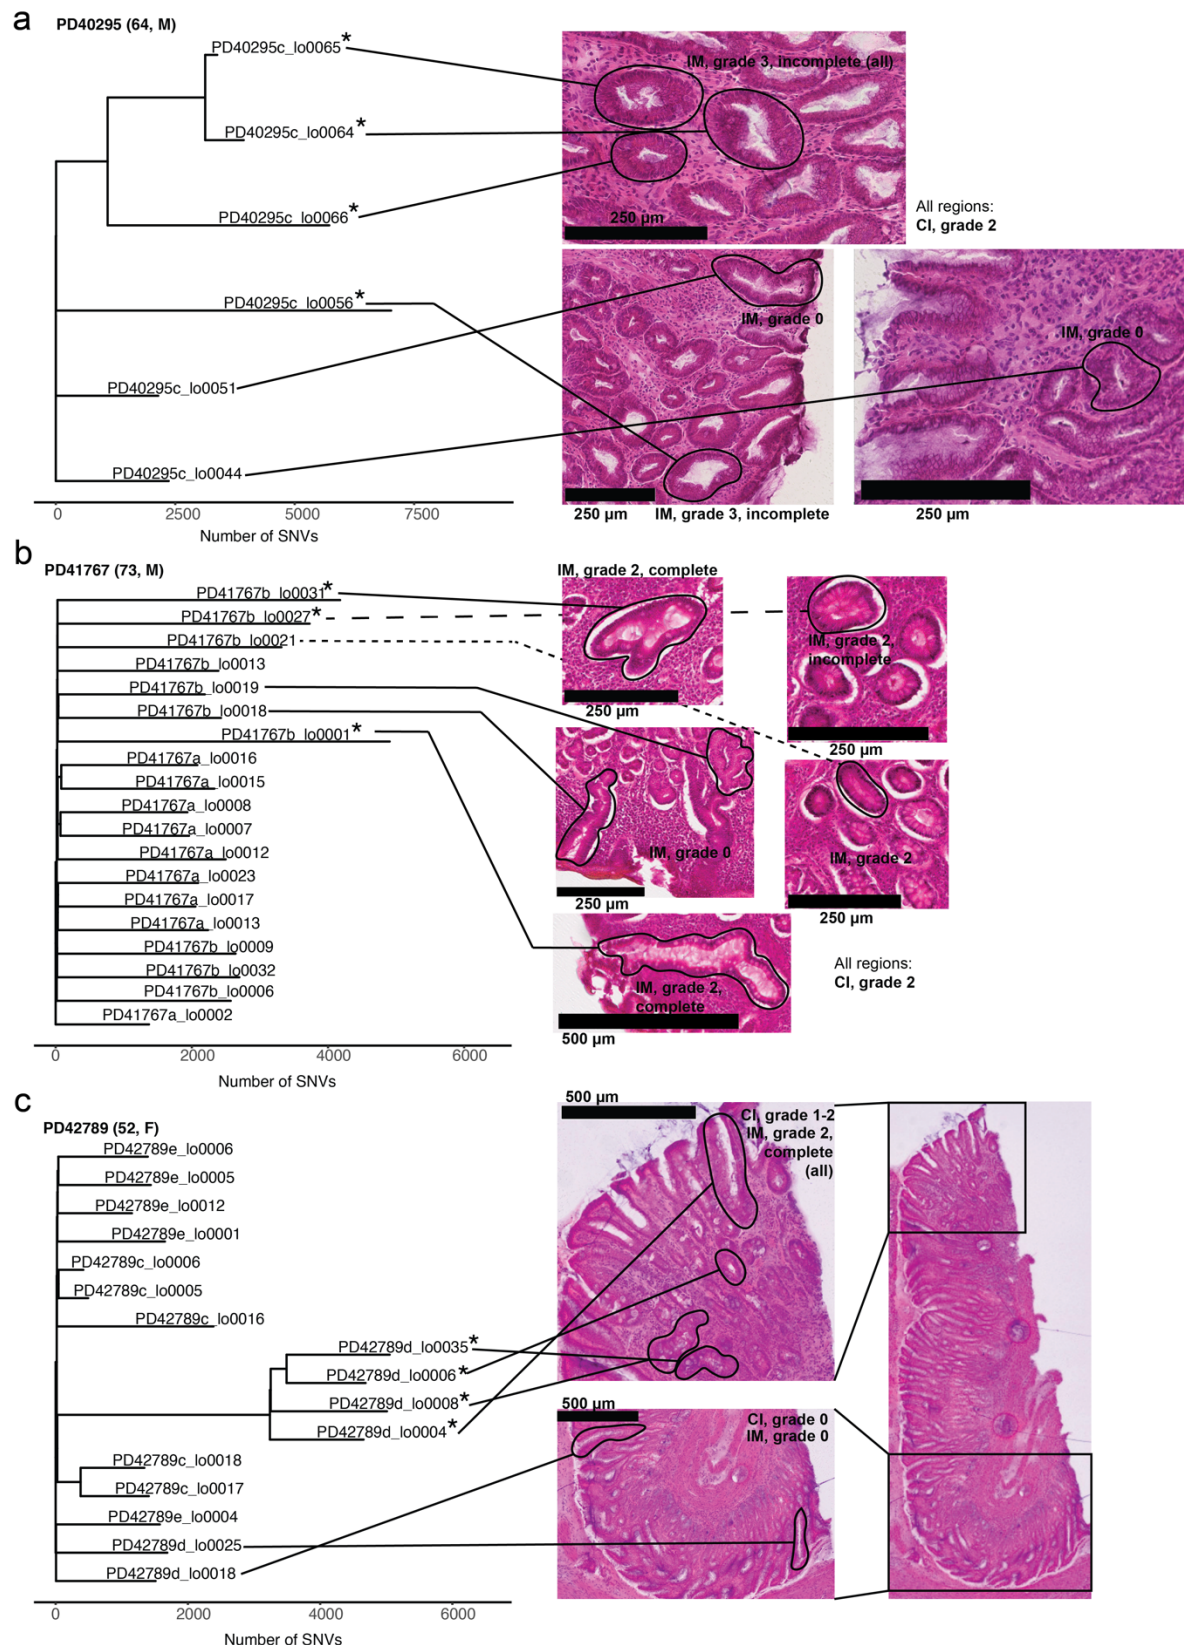 a
PD40295 (64, M)
PD40295c_lo0065*
PD40295c_lo0064*
PD40295c_lo0066*
PD40295c_lo0056*
PD40295c_lo0051
PD40295c_lo0044
0 2500 5000 7500
Number of SNVs
IM, grade 3, incomplete (all)
250 µm
All regions:
CI, grade 2
IM, grade 0
250 µm
IM, grade 3, incomplete
IM, grade 0
250 µm
b
PD41767 (73, M)
PD41767b_lo0031*
PD41767b_lo0027*
PD41767b_lo0021
PD41767b_lo0013
PD41767b_lo0019
PD41767b_lo0018
PD41767b_lo0001*
PD41767a_lo0016
PD41767a_lo0015
PD41767a_lo0008
PD41767a_lo0007
PD41767a_lo0012
PD41767a_lo0023
PD41767a_lo0017
PD41767a_lo0013
PD41767b_lo0009
PD41767b_lo0032
PD41767b_lo0006
PD41767a_lo0002
0 2000 4000 6000
Number of SNVs
IM, grade 2, complete
250 µm
IM, grade 2,
incomplete
250 µm
IM, grade 0
250 µm
IM, grade 2
250 µm
IM, grade 2,
complete
500 µm
All regions:
CI, grade 2
c
PD42789 (52, F)
PD42789e_lo0006
PD42789e_lo0005
PD42789e_lo0012
PD42789e_lo0001
PD42789c_lo0006
PD42789c_lo0005
PD42789c_lo0016
PD42789d_lo0035*
PD42789d_lo0006*
PD42789d_lo0008*
PD42789d_lo0004*
PD42789c_lo0018
PD42789c_lo0017
PD42789e_lo0004
PD42789d_lo0025
PD42789d_lo0018
0 2000 4000 6000
Number of SNVs
500 µm
CI, grade 1-2
IM, grade 2,
complete
(all)
500 µm
CI, grade 0
IM, grade 0